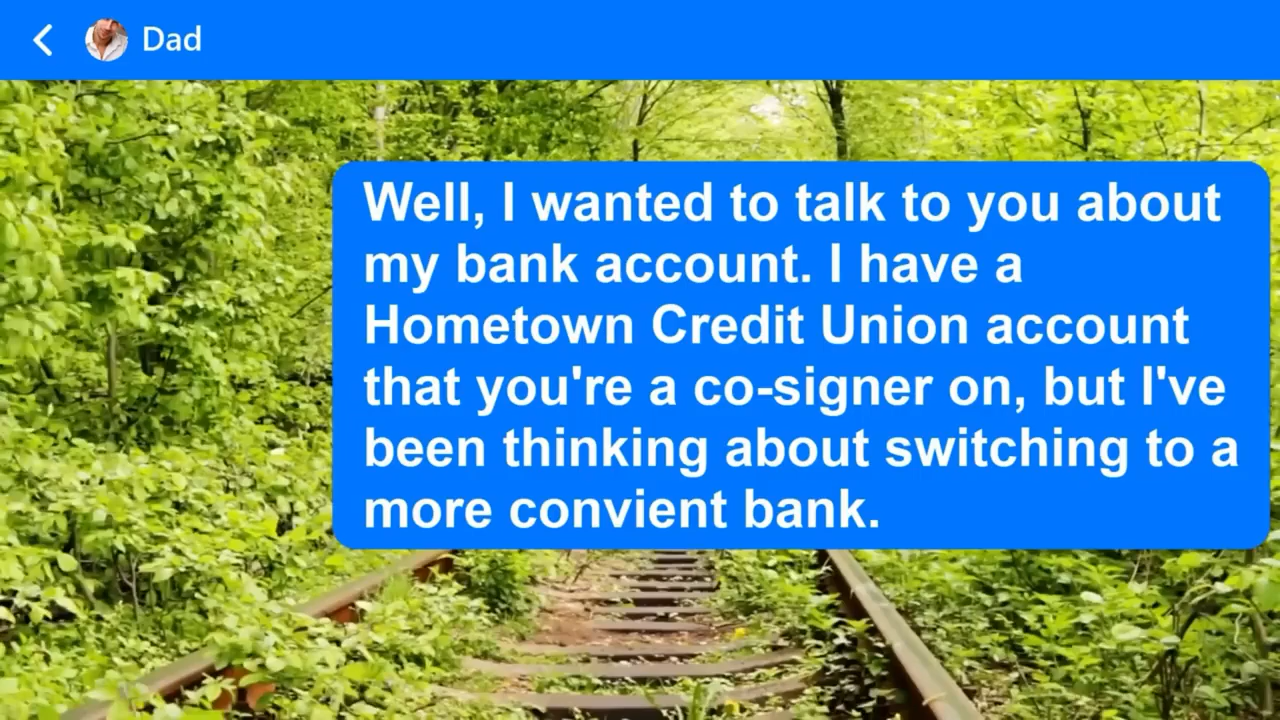 Dad
Well, I wanted to talk to you about
my bank account. I have a
Hometown Credit Union account
that you're a co-signer on, but I've
been thinking about switching to a
more convient bank.